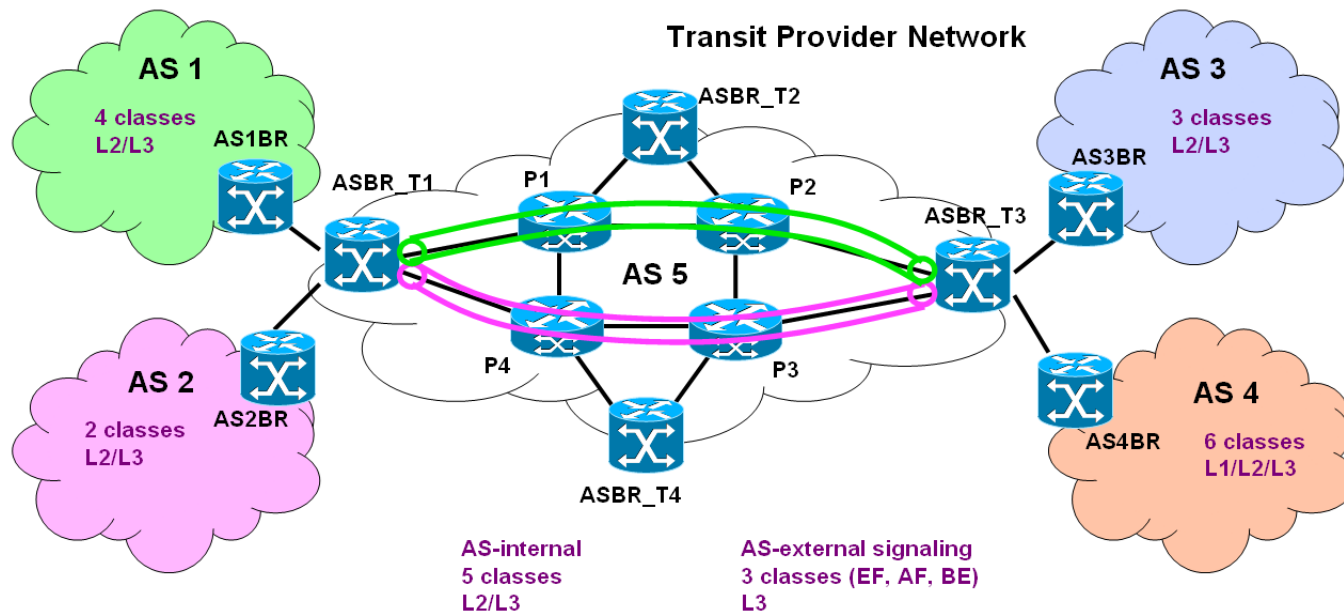 Transit Provider Network
AS 1
4 classes
L2/L3
AS1BR
ASBR_T1
ASBR_T2
P1
P2
AS 3
3 classes
L2/L3
AS3BR
ASBR_T3
AS 5
AS 2
2 classes
L2/L3
AS2BR
P4
P3
ASBR_T4
AS 4
6 classes
L1/L2/L3
AS4BR
AS-internal
5 classes
L2/L3
AS-external signaling
3 classes (EF, AF, BE)
L3